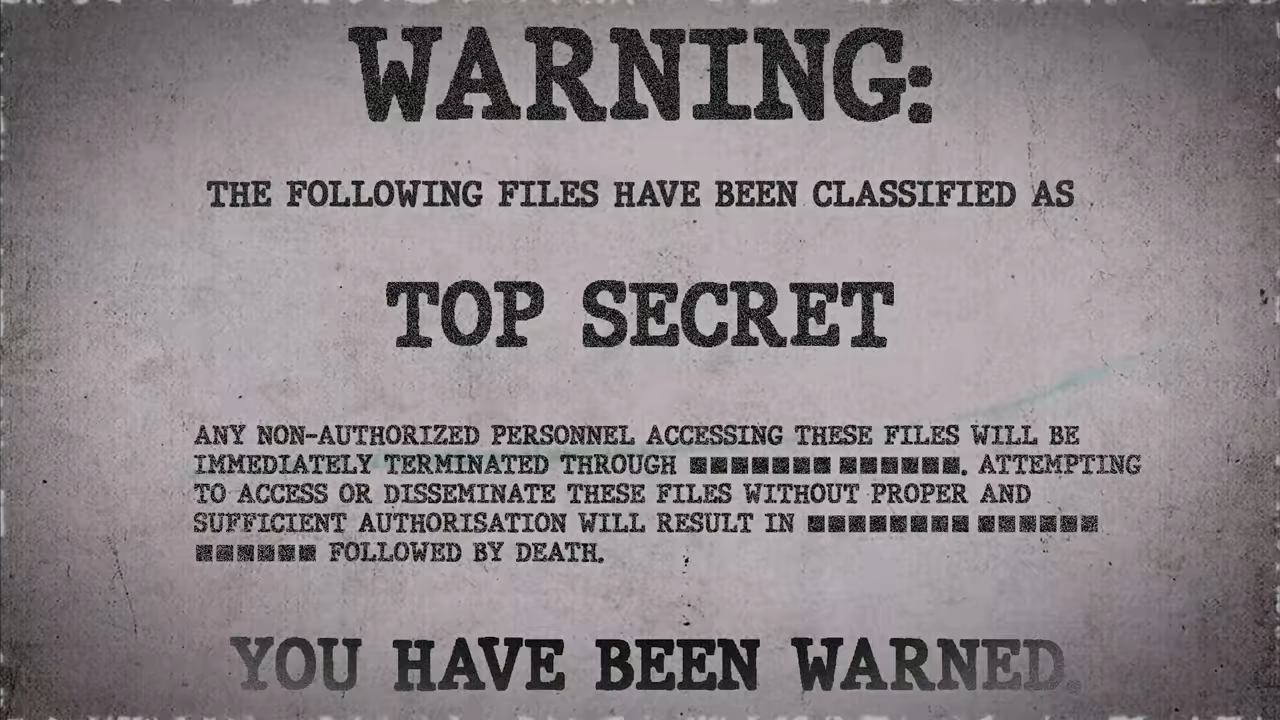 WARNING:
THE FOLLOWING FILES HAVE BEEN CLASSIFIED AS
TOP SECRET
ANY NON-AUTHORIZED PERSONNEL ACCESSING THESE FILES WILL BE
IMMEDIATELY TERMINATED THROUGH ■■■■■■■ ■■■■■■. ATTEMPTING
TO ACCESS OR DISSEMINATE THESE FILES WITHOUT PROPER AND
SUFFICIENT AUTHORISATION WILL RESULT IN ■■■■■■■■ ■■■■■■
■■■■■■ FOLLOWED BY DEATH.
YOU HAVE BEEN WARNED.